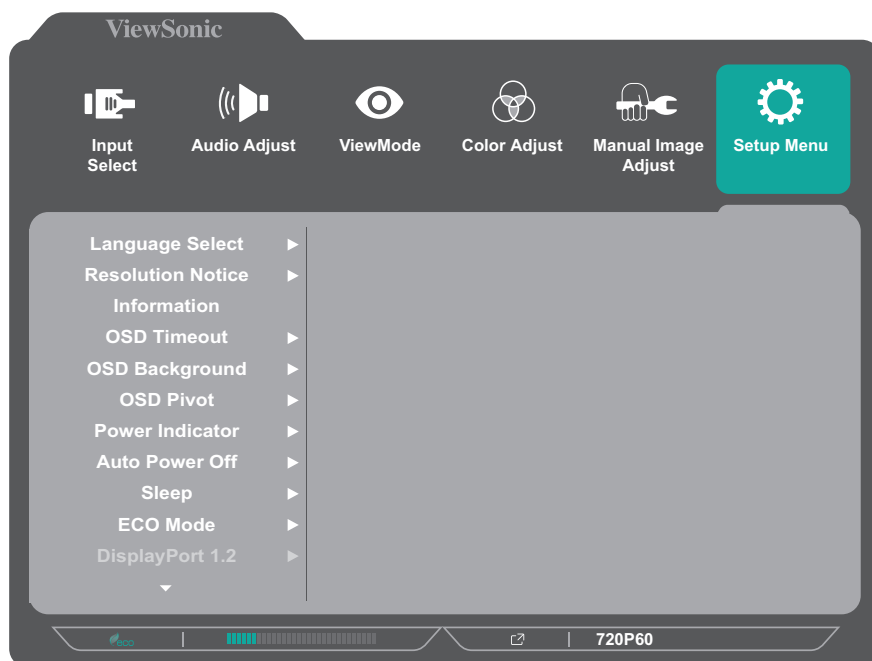 ViewSonic
Input
Select
Audio Adjust
ViewMode
Color Adjust
Manual Image
Adjust
Setup Menu
Language Select
Resolution Notice
Information
OSD Timeout
OSD Background
OSD Pivot
Power Indicator
Auto Power Off
Sleep
ECO Mode
DisplayPort 1.2
eco
720P60